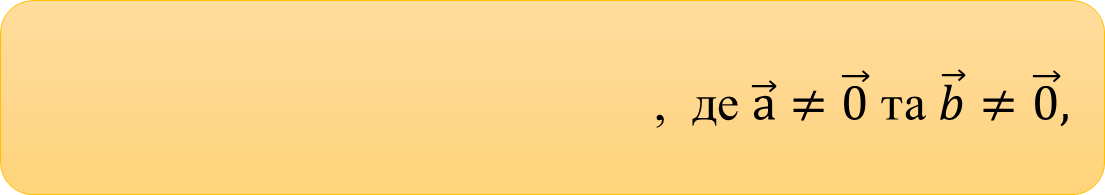 , де a⃗ ≠ 0⃗ та b⃗ ≠ 0⃗,